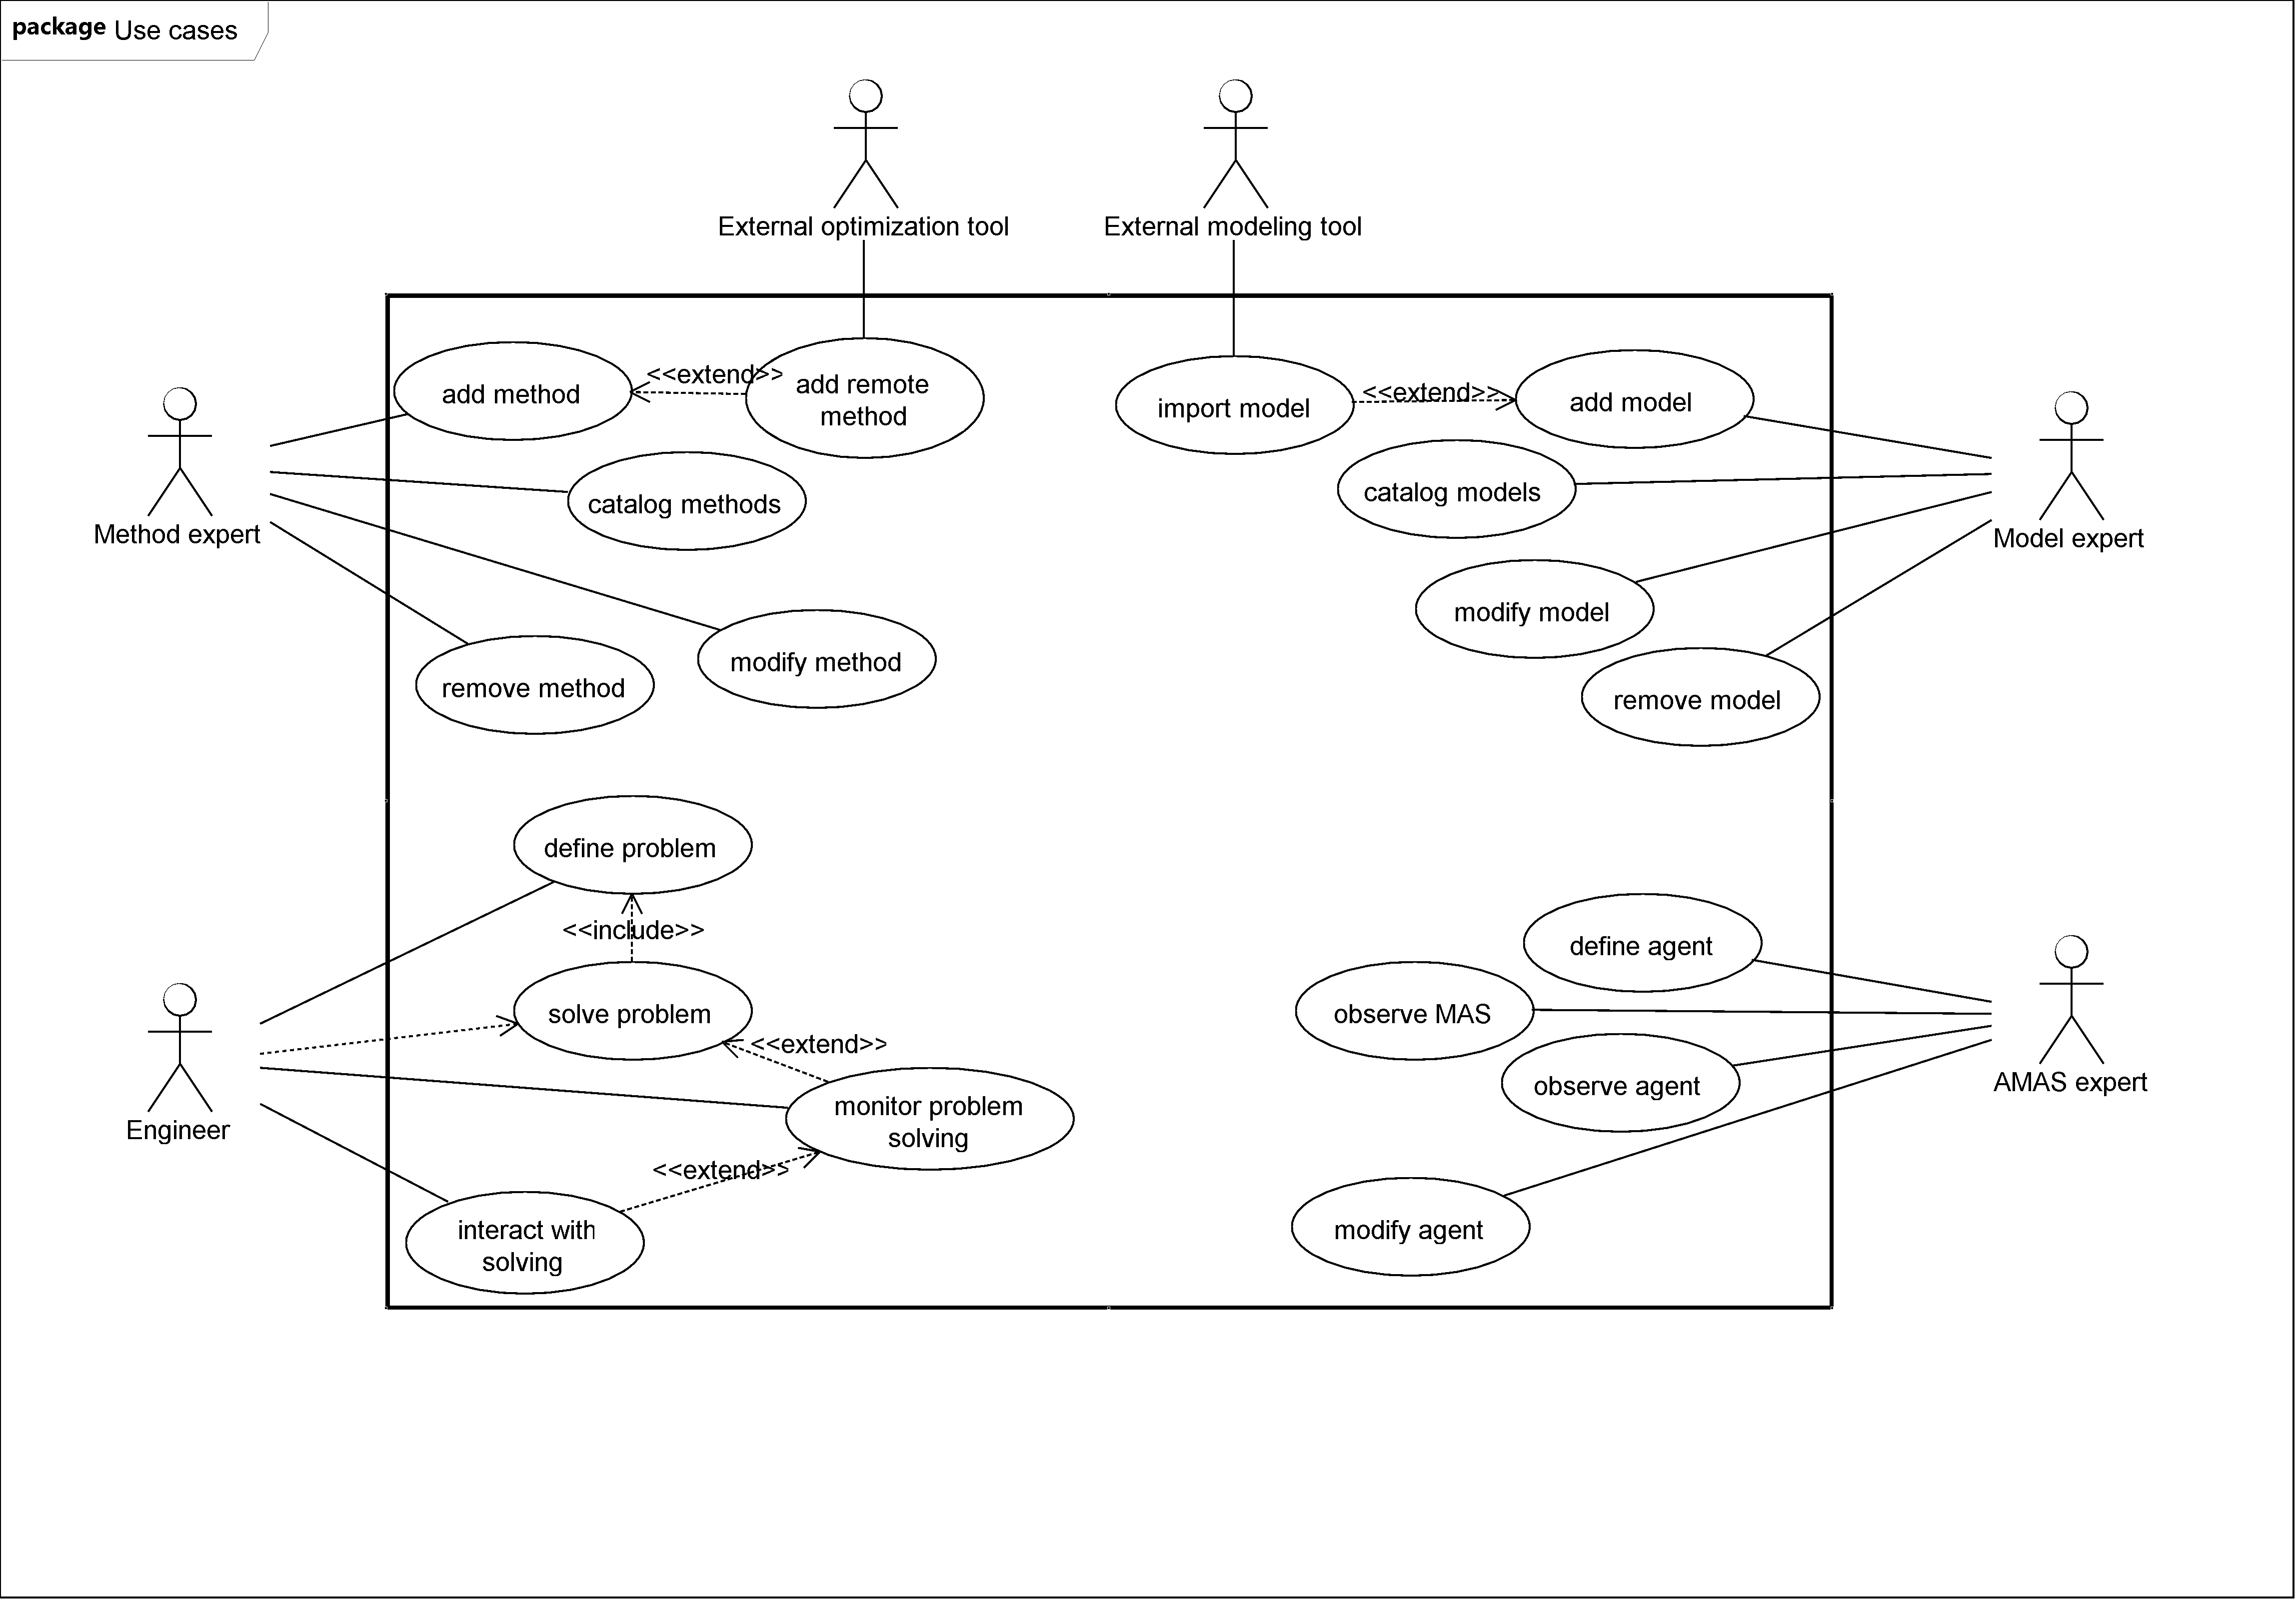 package Use cases
External optimization tool
External modeling tool
add method
<<extend>>
add remote
method
import model
<<extend>>
add model
catalog methods
catalog models
Method expert
Model expert
modify model
modify method
remove method
remove model
define problem
<<include>>
define agent
solve problem
observe MAS
<<extend>>
observe agent
AMAS expert
monitor problem
solving
Engineer
<<extend>>
interact with
solving
modify agent